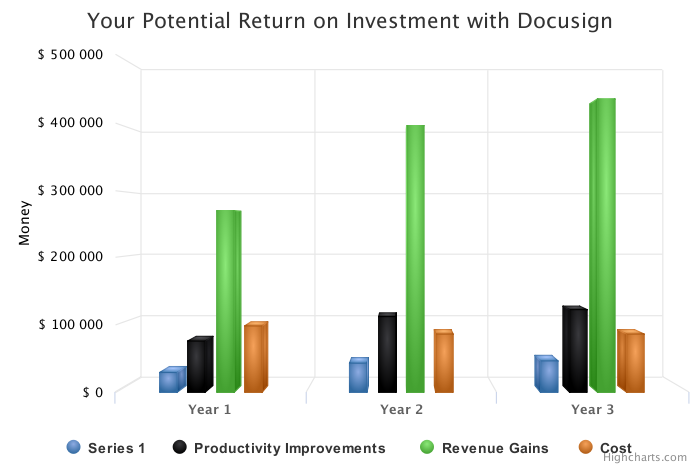 Your Potential Return on Investment with Docusign
$ 500 000
$ 400 000
$ 300 000
$ 200 000
$ 100 000
$ 0
Money
Year 1
Year 2
Year 3
Series 1
Productivity Improvements
Revenue Gains
Cost
Highcharts.com